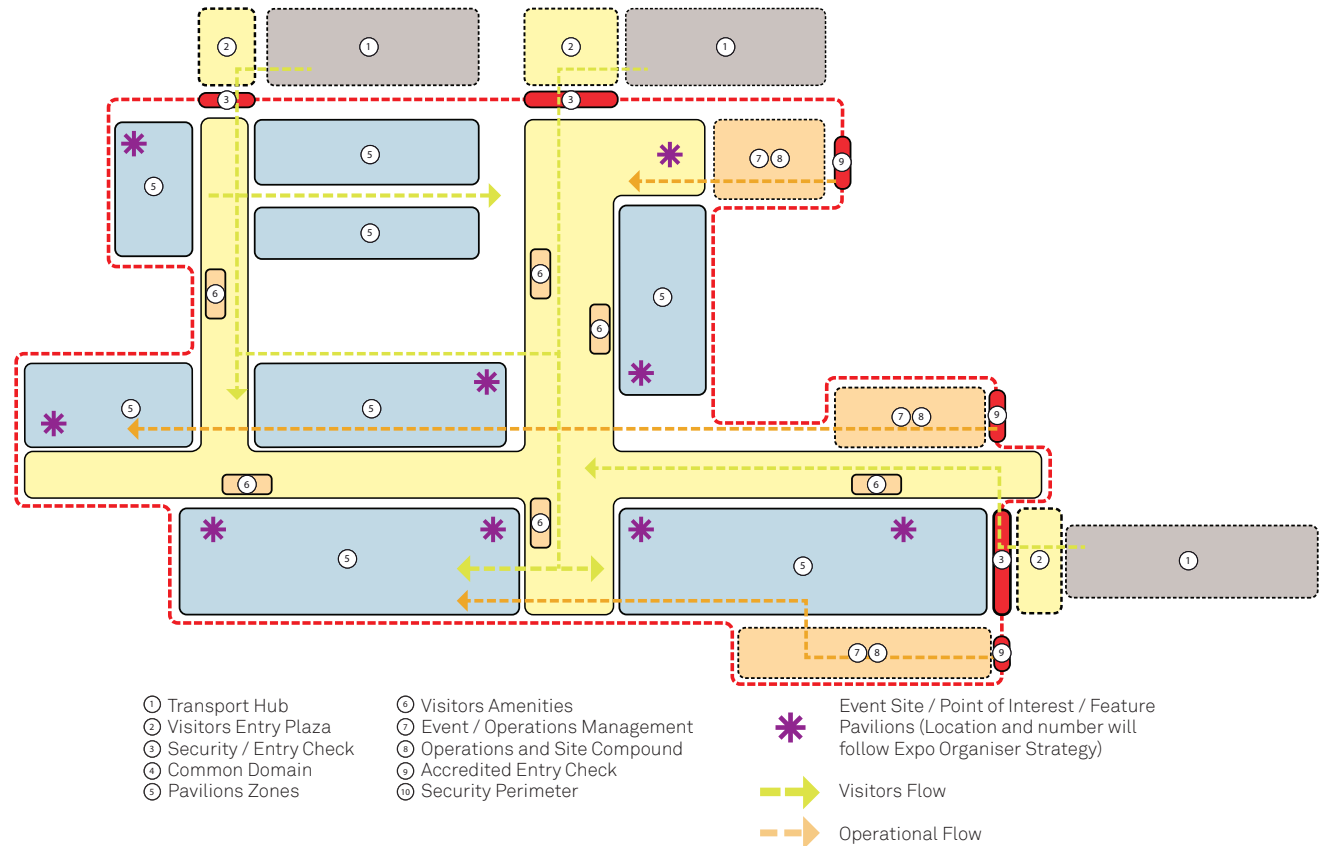 2
1
2
1
3
3
5
5
7 8
9
5
6
5
6
6
5
5
5
7 8
9
6
6
6
5
5
3
2
1
7 8
9
1 Transport Hub
2 Visitors Entry Plaza
3 Security / Entry Check
4 Common Domain
5 Pavilions Zones
6 Visitors Amenities
7 Event / Operations Management
8 Operations and Site Compound
9 Accredited Entry Check
10 Security Perimeter
Event Site / Point of Interest / Feature
Pavilions (Location and number will
follow Expo Organiser Strategy)
Visitors Flow
Operational Flow